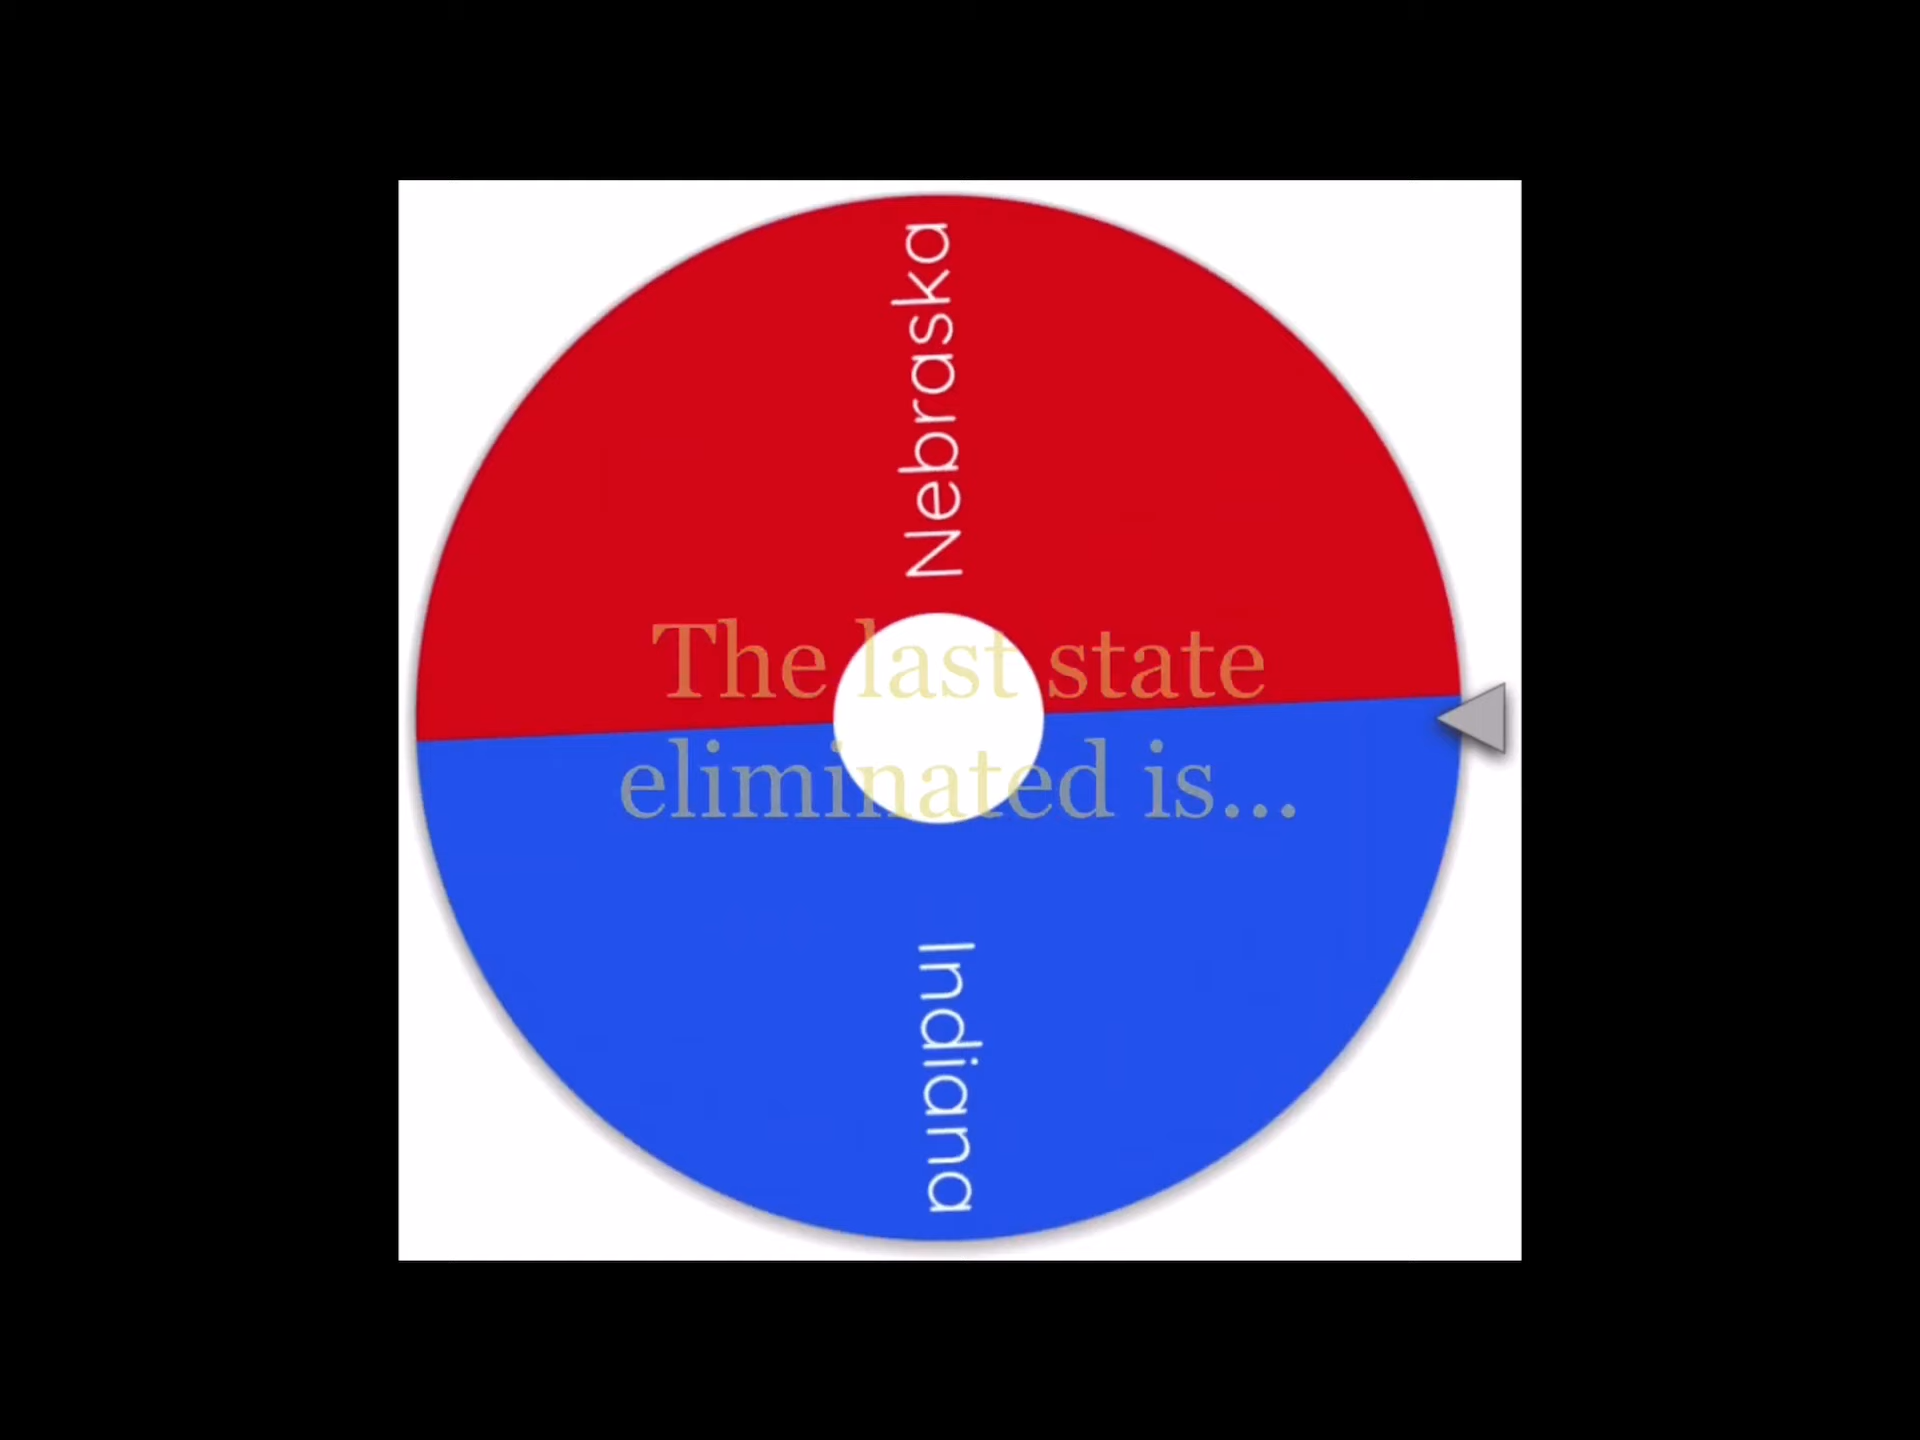 Nebraska
The last state
eliminated is...
Indiana